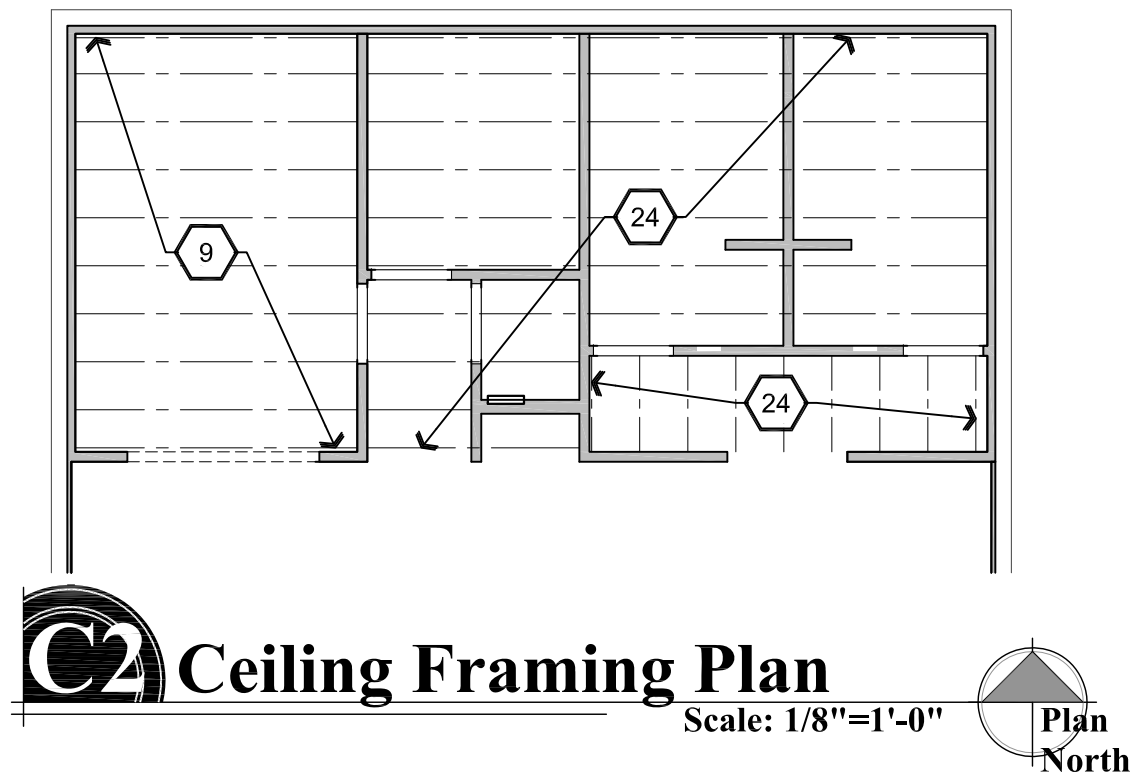 24
9
24
C2 Ceiling Framing Plan
Scale: 1/8"=1'-0"
Plan
North